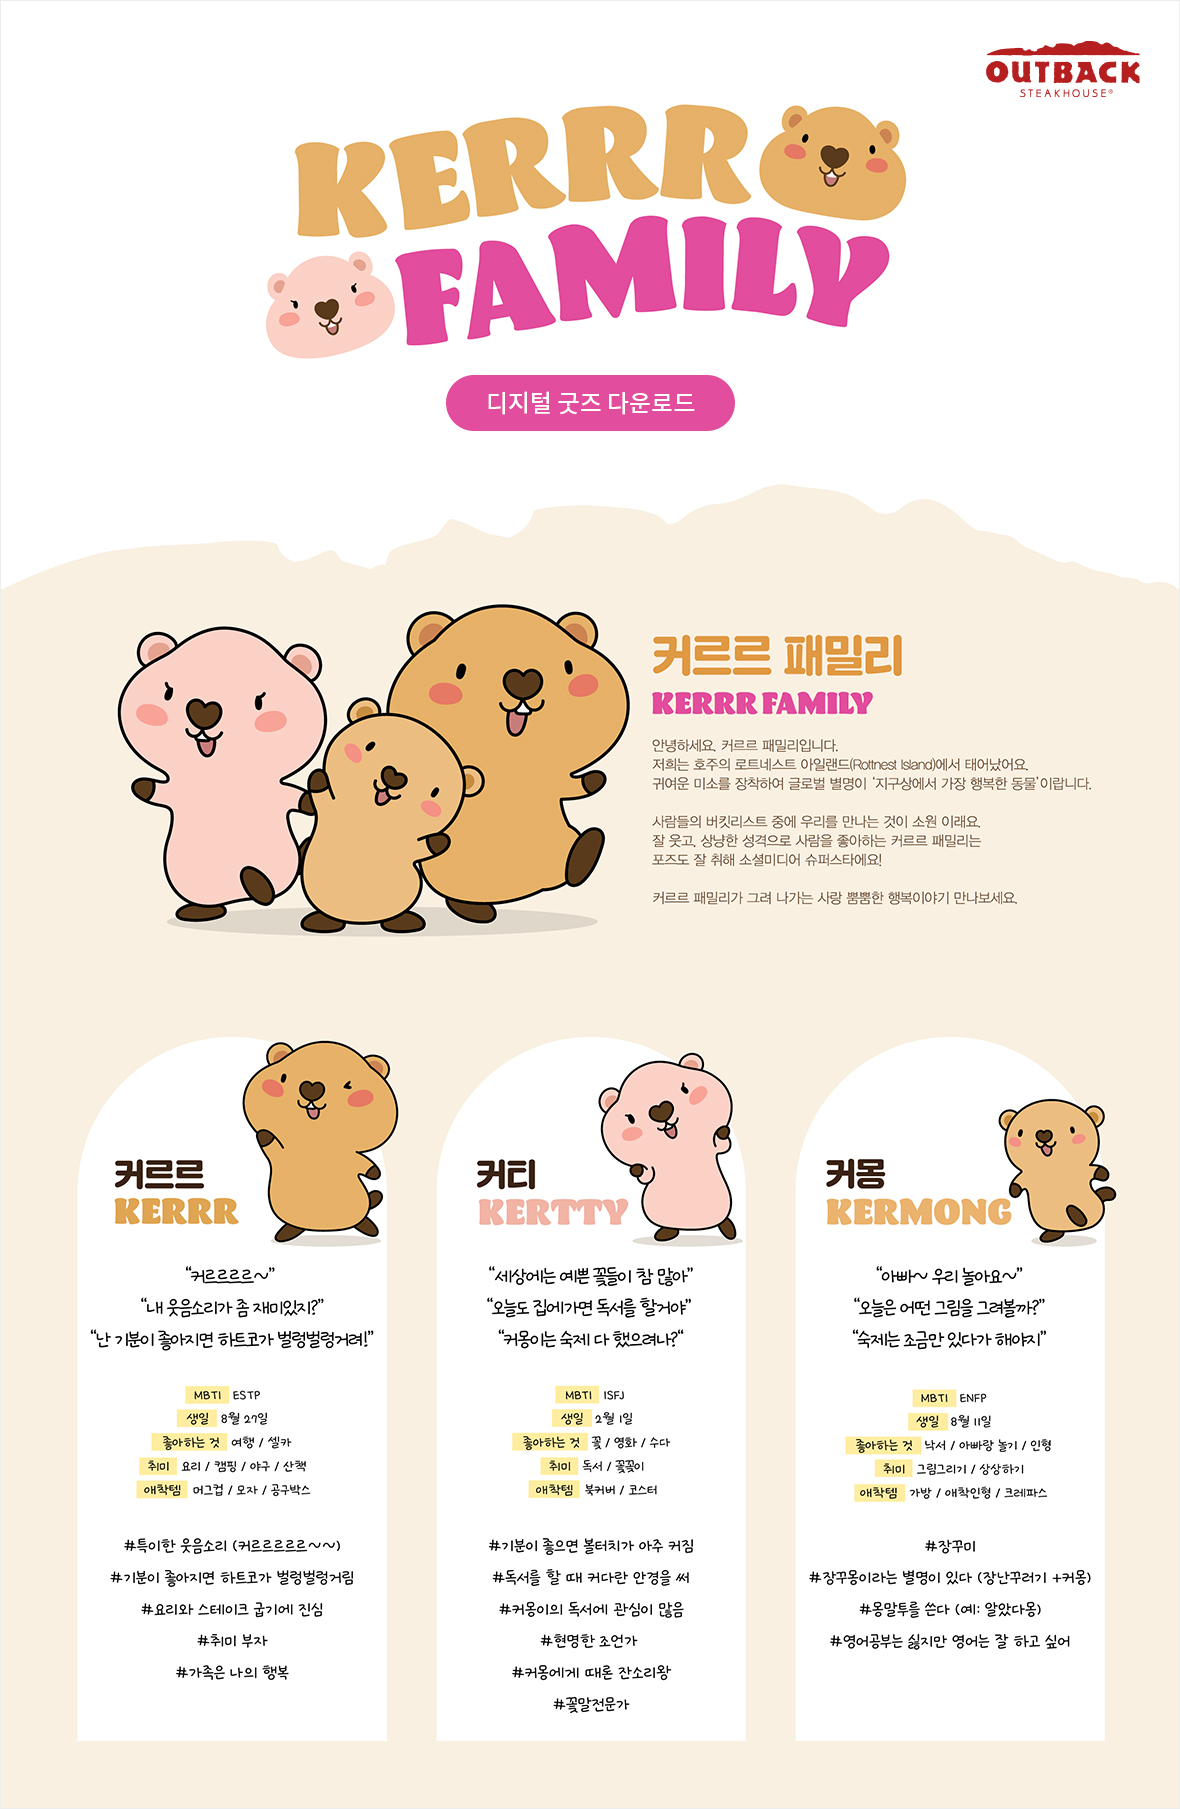 OUTBACK
STEAKHOUSE®
KERRR
FAMILY
디지털 굿즈 다운로드
커르르 패밀리
KERRR FAMILY
안녕하세요. 커르르 패밀리입니다.
저희는 호주의 로트네스트 아일랜드(Rottnest Island)에서 태어났어요.
귀여운 미소를 장착하여 글로벌 별명이 ‘지구상에서 가장 행복한 동물’이랍니다.
사람들의 버킷리스트 중에 우리를 만나는 것이 소원 이래요.
잘 웃고, 상냥한 성격으로 사람을 좋아하는 커르르 패밀리는
포즈도 잘 취해 소셜미디어 슈퍼스타에요!
커르르 패밀리가 그려 나가는 사랑 뿜뿜한 행복이야기 만나보세요.
커르르
KERRR
“커르르르르~”
“내 웃음소리가 좀 재미있지?”
“난 기분이 좋아지면 하트코가 벌렁벌렁거려!”
MBTI ESTP
생일 8월 27일
좋아하는 것 여행 / 셀카
취미 요리 / 캠핑 / 야구 / 산책
애착템 머그컵 / 모자 / 공구박스
#특이한 웃음소리 (커르르르르르~~)
#기분이 좋아지면 하트코가 벌렁벌렁거림
#요리와 스테이크 굽기에 진심
#취미 부자
#가족은 나의 행복
커티
KERTTY
“세상에는 예쁜 꽃들이 참 많아”
“오늘도 집에가면 독서를 할거야”
“커몽이는 숙제 다 했으려나?“
MBTI ISFJ
생일 2월 1일
좋아하는 것 꽃 / 영화 / 수다
취미 독서 / 꽃꽂이
애착템 북커버 / 코스터
#기분이 좋으면 볼터치가 아주 커짐
#독서를 할 때 커다란 안경을 써
#커몽이의 독서에 관심이 많음
#현명한 조언가
#커몽에게 때론 잔소리왕
#꽃말전문가
커몽
KERMONG
“아빠~ 우리 놀아요~”
“오늘은 어떤 그림을 그려볼까?”
“숙제는 조금만 있다가 해야지”
MBTI ENFP
생일 8월 11일
좋아하는 것 낙서 / 아빠랑 놀기 / 인형
취미 그림그리기 / 상상하기
애착템 가방 / 애착인형 / 크레파스
#장꾸미
#장꾸몽이라는 별명이 있다 (장난꾸러기 +커몽)
#몽말투를 쓴다 (예: 알았다몽)
#영어공부는 싫지만 영어는 잘 하고 싶어